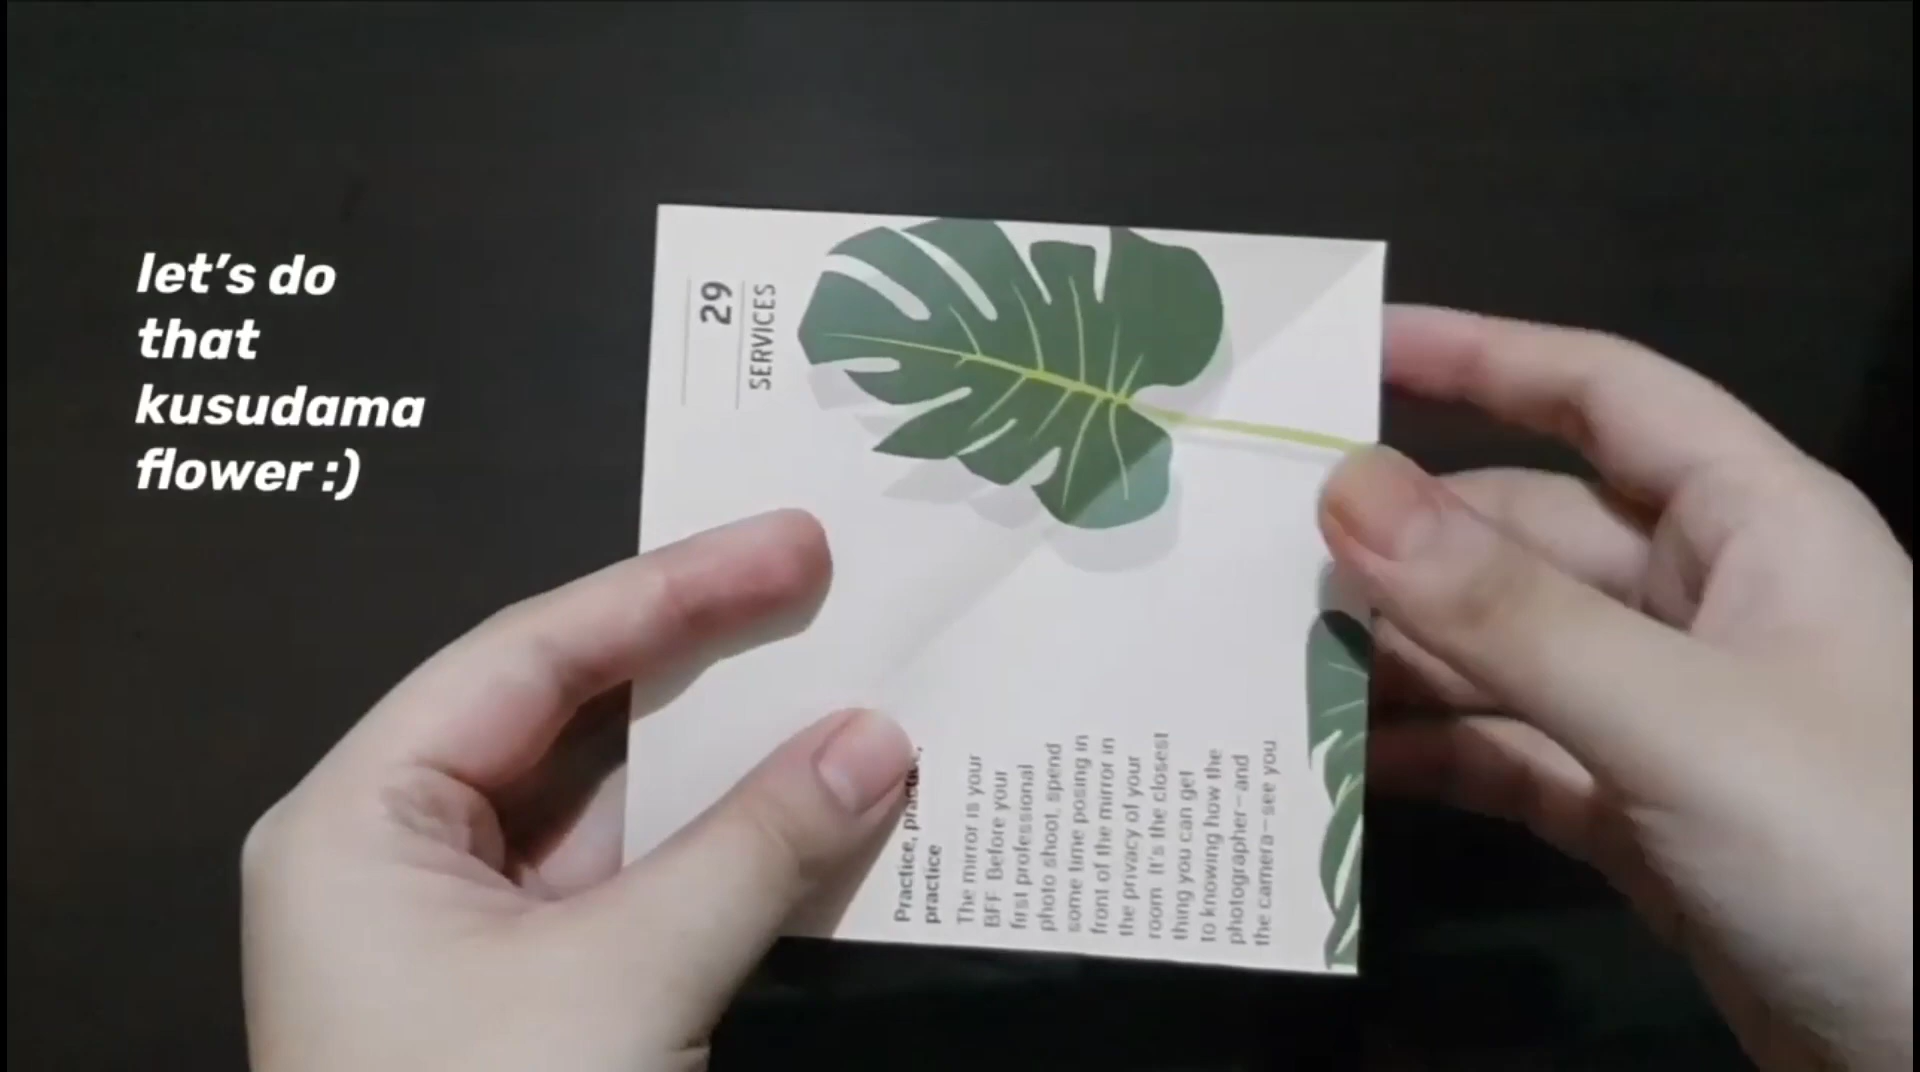 let's do
that
kusudama
flower :)
29
SERVICES
Practice, practice,
practice
The mirror is your
BFF. Before your
first professional
photo shoot, spend
some time posing in
front of the mirror in
the privacy of your
room. It's the closest
thing you can get
to knowing how the
photographer—and
the camera—see you.